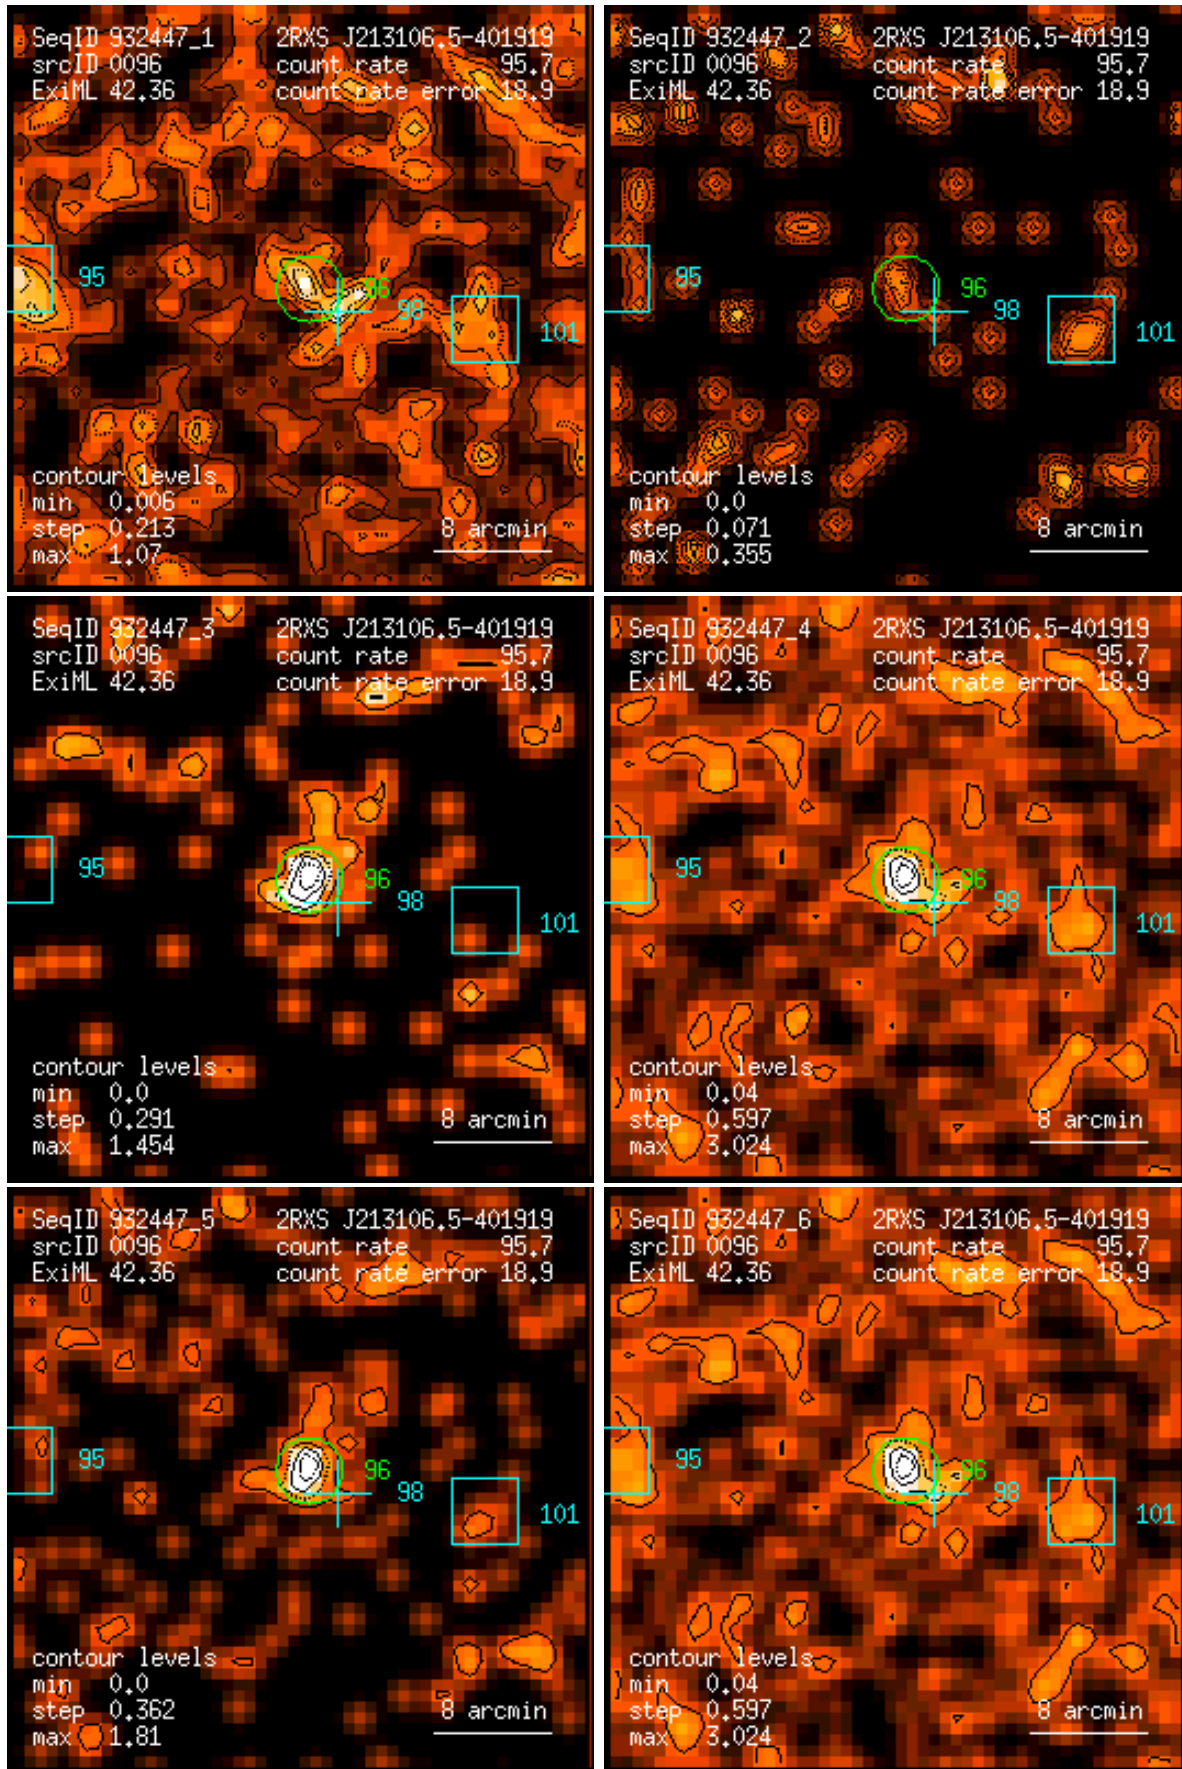 SeqID 932447_1 2RXS J213106.5-401919
srcID 0096 count rate 95.7
ExiML 42.36 count rate error 18.9
95
96
98
101
contour levels
min 0.006
step 0.213 8 arcmin
max 1.07
SeqID 932447_2 2RXS J213106.5-401919
srcID 0096 count rate 95.7
ExiML 42.36 count rate error 18.9
95
96
98
101
contour levels
min 0.0
step 0.071 8 arcmin
max 0.355
SeqID 932447_3 2RXS J213106.5-401919
srcID 0096 count rate 95.7
ExiML 42.36 count rate error 18.9
95
96
98
101
contour levels
min 0.0
step 0.291 8 arcmin
max 1.454
SeqID 932447_4 2RXS J213106.5-401919
srcID 0096 count rate 95.7
ExiML 42.36 count rate error 18.9
95
96
98
101
contour levels
min 0.04
step 0.597 8 arcmin
max 3.024
SeqID 932447_5 2RXS J213106.5-401919
srcID 0096 count rate 95.7
ExiML 42.36 count rate error 18.9
95
96
98
101
contour levels
min 0.0
step 0.362 8 arcmin
max 1.81
SeqID 932447_6 2RXS J213106.5-401919
srcID 0096 count rate 95.7
ExiML 42.36 count rate error 18.9
95
96
98
101
contour levels
min 0.04
step 0.597 8 arcmin
max 3.024